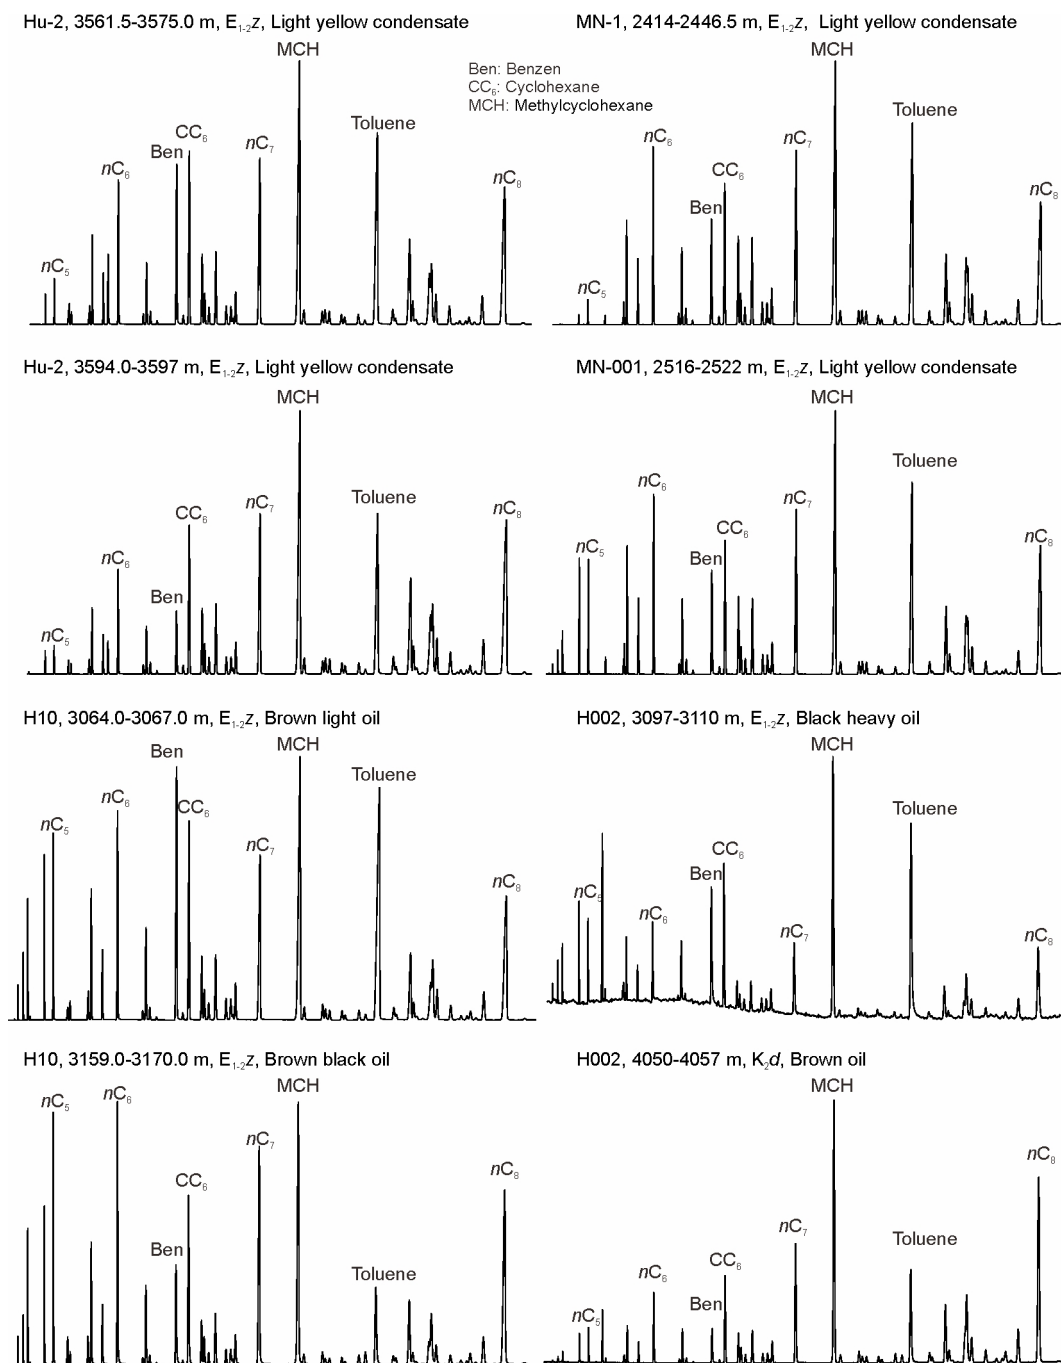 Hu-2, 3561.5-3575.0 m, E₁₋₂z, Light yellow condensate
MCH
Toluene
CC₆
Ben
nC₇
nC₆
nC₈
nC₅
Ben: Benzen
CC₆: Cyclohexane
MCH: Methylcyclohexane
MN-1, 2414-2446.5 m, E₁₋₂z, Light yellow condensate
MCH
Toluene
nC₆
nC₇
CC₆
nC₈
Ben
nC₅
Hu-2, 3594.0-3597 m, E₁₋₂z, Light yellow condensate
MCH
Toluene
nC₇
CC₆
nC₈
nC₆
Ben
nC₅
MN-001, 2516-2522 m, E₁₋₂z, Light yellow condensate
MCH
Toluene
nC₆
nC₇
CC₆
nC₈
nC₅
Ben
H10, 3064.0-3067.0 m, E₁₋₂z, Brown light oil
MCH
Ben
Toluene
nC₆
CC₆
nC₅
nC₇
nC₈
H002, 3097-3110 m, E₁₋₂z, Black heavy oil
MCH
Toluene
CC₆
Ben
nC₅
nC₆
nC₇
nC₈
H10, 3159.0-3170.0 m, E₁₋₂z, Brown black oil
MCH
nC₅
nC₆
nC₇
nC₈
CC₆
Ben
Toluene
H002, 4050-4057 m, K₂d, Brown oil
MCH
nC₈
nC₇
Toluene
CC₆
nC₆
Ben
nC₅